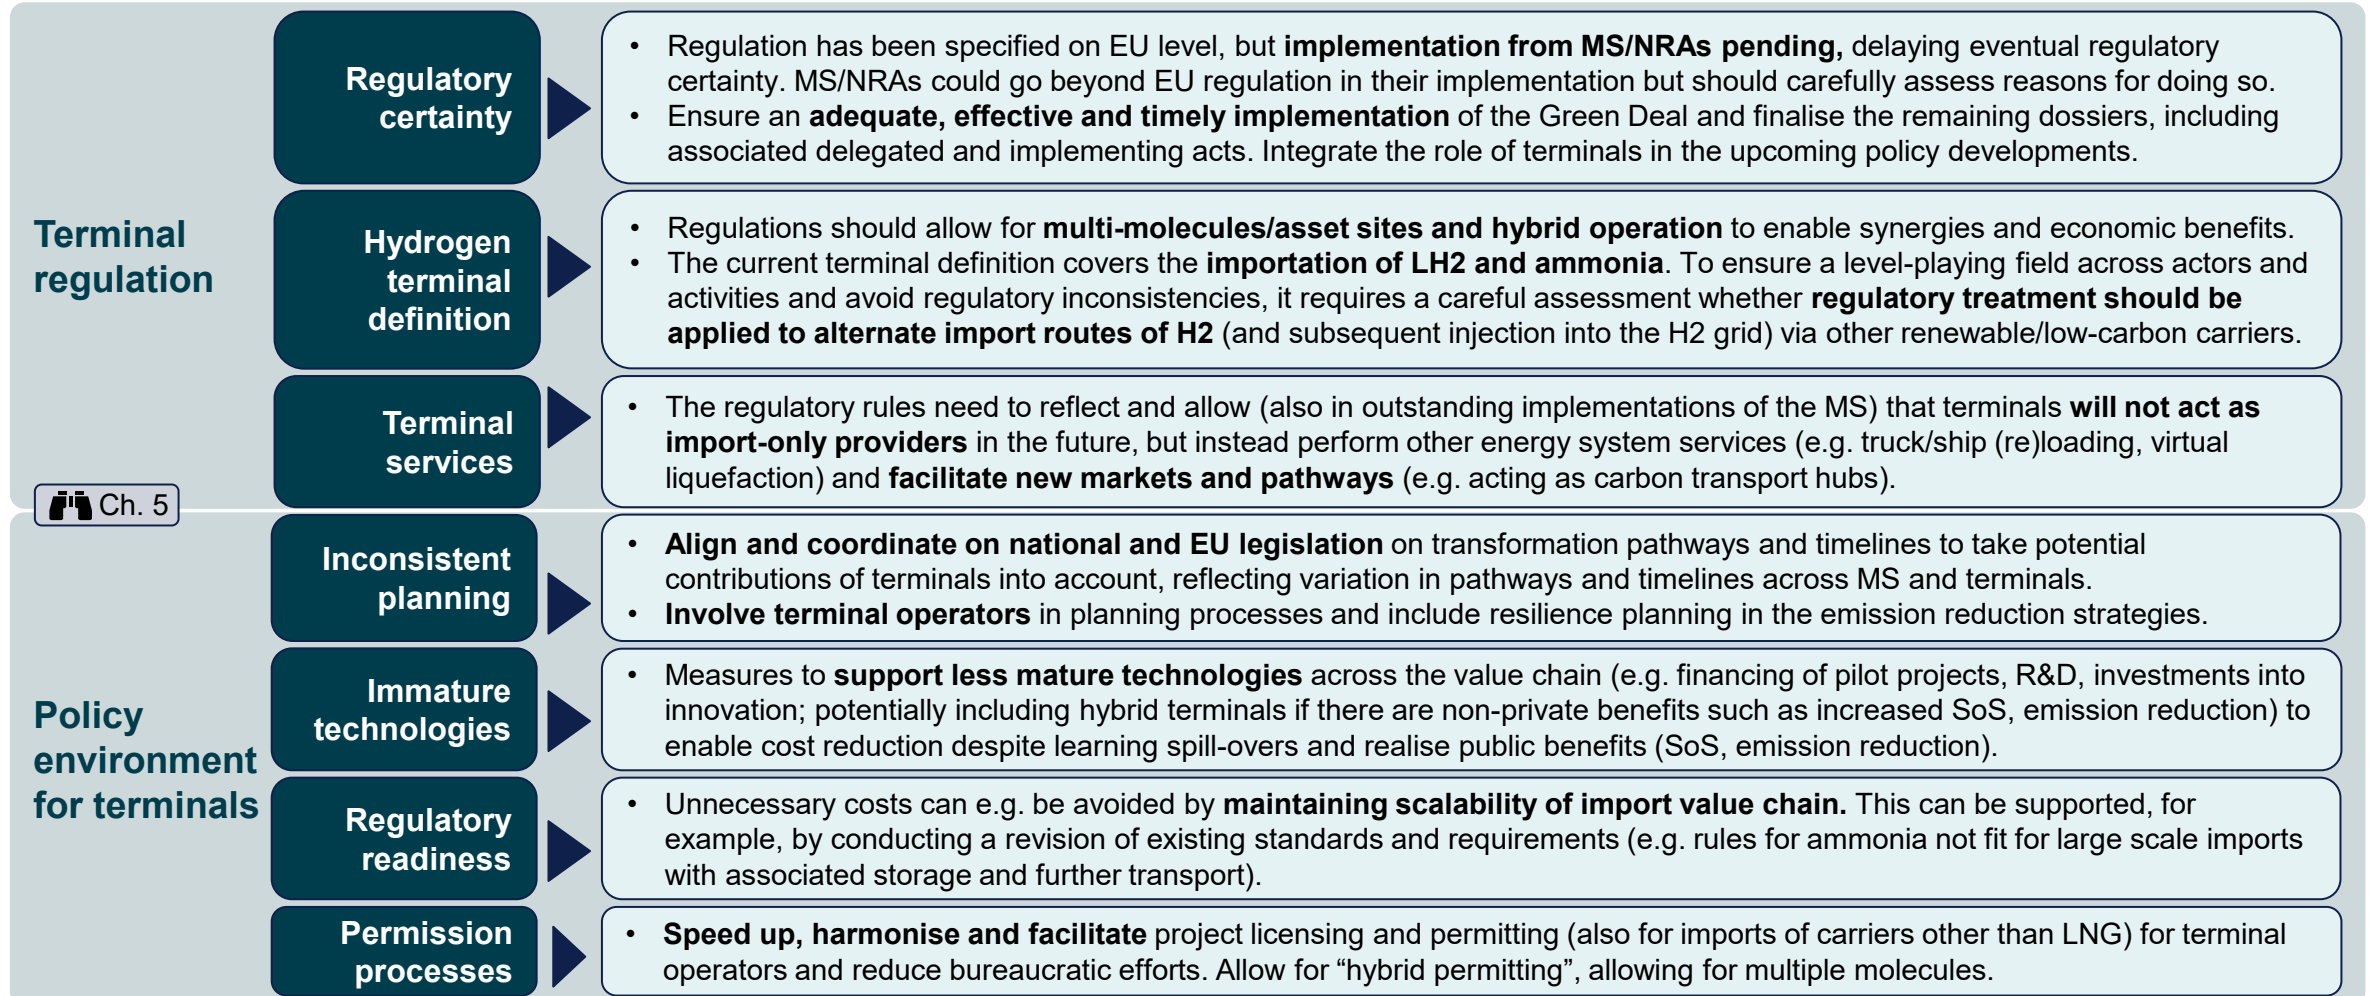 Terminal
regulation
Regulatory
certainty
• Regulation has been specified on EU level, but implementation from MS/NRAs pending, delaying eventual regulatory
certainty. MS/NRAs could go beyond EU regulation in their implementation but should carefully assess reasons for doing so.
• Ensure an adequate, effective and timely implementation of the Green Deal and finalise the remaining dossiers, including
associated delegated and implementing acts. Integrate the role of terminals in the upcoming policy developments.
Hydrogen
terminal
definition
• Regulations should allow for multi-molecules/asset sites and hybrid operation to enable synergies and economic benefits.
• The current terminal definition covers the importation of LH2 and ammonia. To ensure a level-playing field across actors and
activities and avoid regulatory inconsistencies, it requires a careful assessment whether regulatory treatment should be
applied to alternate import routes of H2 (and subsequent injection into the H2 grid) via other renewable/low-carbon carriers.
Terminal
services
• The regulatory rules need to reflect and allow (also in outstanding implementations of the MS) that terminals will not act as
import-only providers in the future, but instead perform other energy system services (e.g. truck/ship (re)loading, virtual
liquefaction) and facilitate new markets and pathways (e.g. acting as carbon transport hubs).
Ch. 5
Policy
environment
for terminals
Inconsistent
planning
• Align and coordinate on national and EU legislation on transformation pathways and timelines to take potential
contributions of terminals into account, reflecting variation in pathways and timelines across MS and terminals.
• Involve terminal operators in planning processes and include resilience planning in the emission reduction strategies.
Immature
technologies
• Measures to support less mature technologies across the value chain (e.g. financing of pilot projects, R&D, investments into
innovation; potentially including hybrid terminals if there are non-private benefits such as increased SoS, emission reduction) to
enable cost reduction despite learning spill-overs and realise public benefits (SoS, emission reduction).
Regulatory
readiness
• Unnecessary costs can e.g. be avoided by maintaining scalability of import value chain. This can be supported, for
example, by conducting a revision of existing standards and requirements (e.g. rules for ammonia not fit for large scale imports
with associated storage and further transport).
Permission
processes
• Speed up, harmonise and facilitate project licensing and permitting (also for imports of carriers other than LNG) for terminal
operators and reduce bureaucratic efforts. Allow for “hybrid permitting”, allowing for multiple molecules.